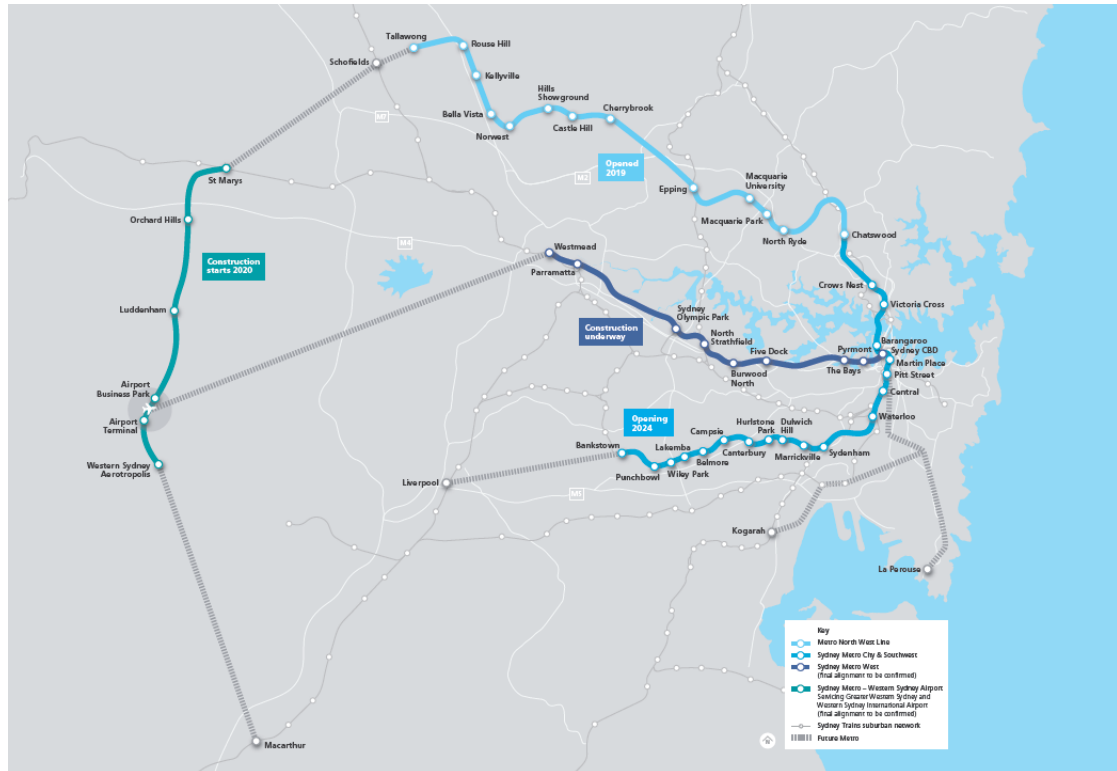 Tallawong
Rouse Hill
Schofields
Kellyville
Hills
Showground
Cherrybrook
Bella Vista
Castle Hill
Norwest
M7
Opened
2019
M2
St Marys
Epping
Macquarie
University
Orchard Hills
Macquarie Park
North Ryde
Chatswood
M4
Westmead
Construction
starts 2020
Parramatta
Crows Nest
Victoria Cross
Luddenham
Sydney
Olympic Park
Construction
underway
North
Strathfield
Barangaroo
Five Dock
Pyrmont
Sydney CBD
Martin Place
The Bays
Pitt Street
Burwood
North
Airport
Business Park
Central
Airport
Terminal
Opening
2024
Waterloo
Campsie
Hurlstone
Park
Dulwich
Hill
Bankstown
Lakemba
Canterbury
Marrickville
Sydenham
Belmore
Wiley Park
Punchbowl
Western Sydney
Aerotropolis
Liverpool
M5
Kogarah
La Perouse
Macarthur
Key
Metro North West Line
Sydney Metro City & Southwest
Sydney Metro West
(final alignment to be confirmed)
Sydney Metro – Western Sydney Airport
Servicing Greater Western Sydney and
Western Sydney International Airport
(final alignment to be confirmed)
Sydney Trains suburban network
Future Metro